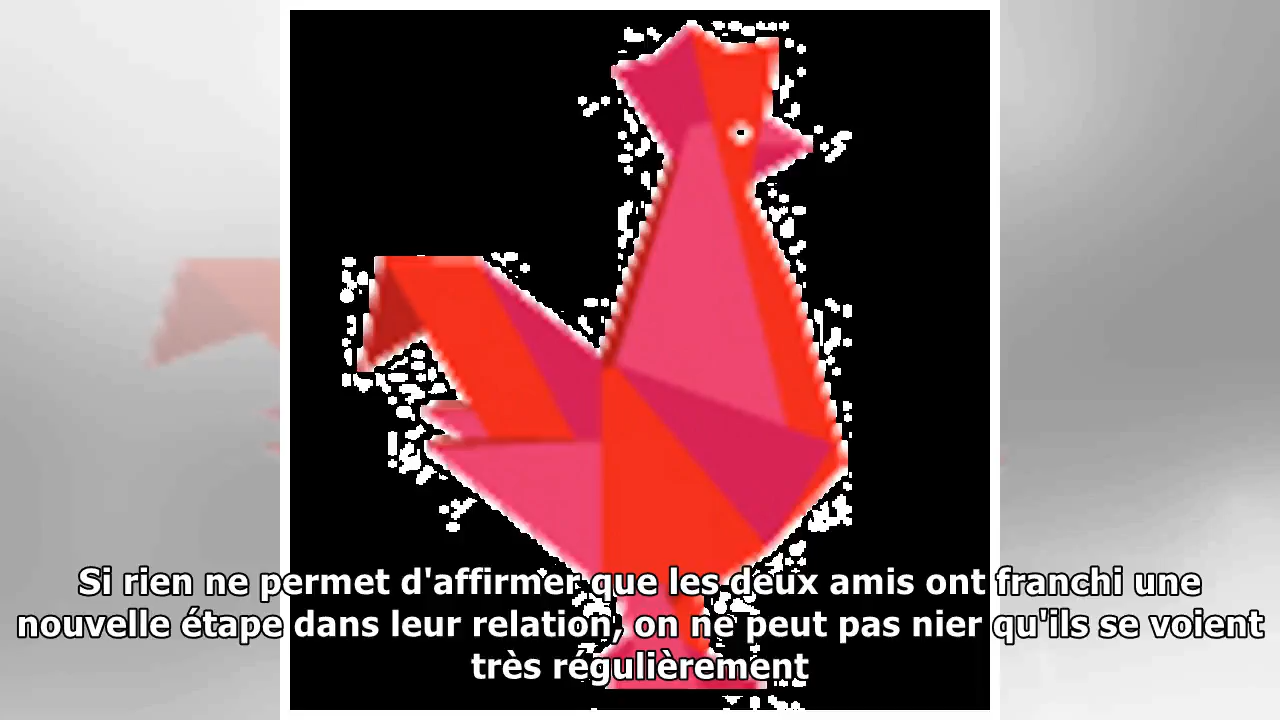 Si rien ne permet d'affirmer que les deux amis ont franchi une
nouvelle étape dans leur relation, on ne peut pas nier qu'ils se voient
très régulièrement